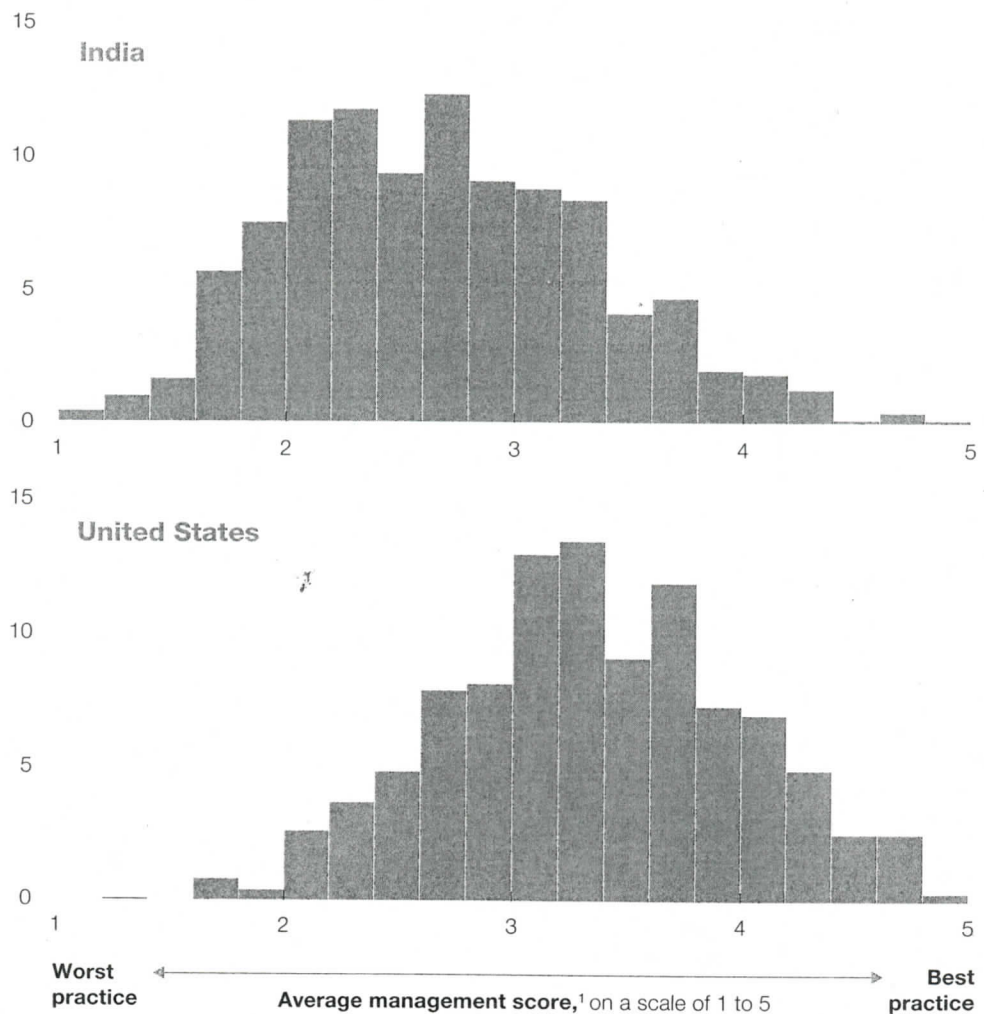 15
India
10
5
0
1 2 3 4 5
15
United States
10
5
0
1 2 3 4 5
Worst practice
Best practice
Average management score,¹ on a scale of 1 to 5